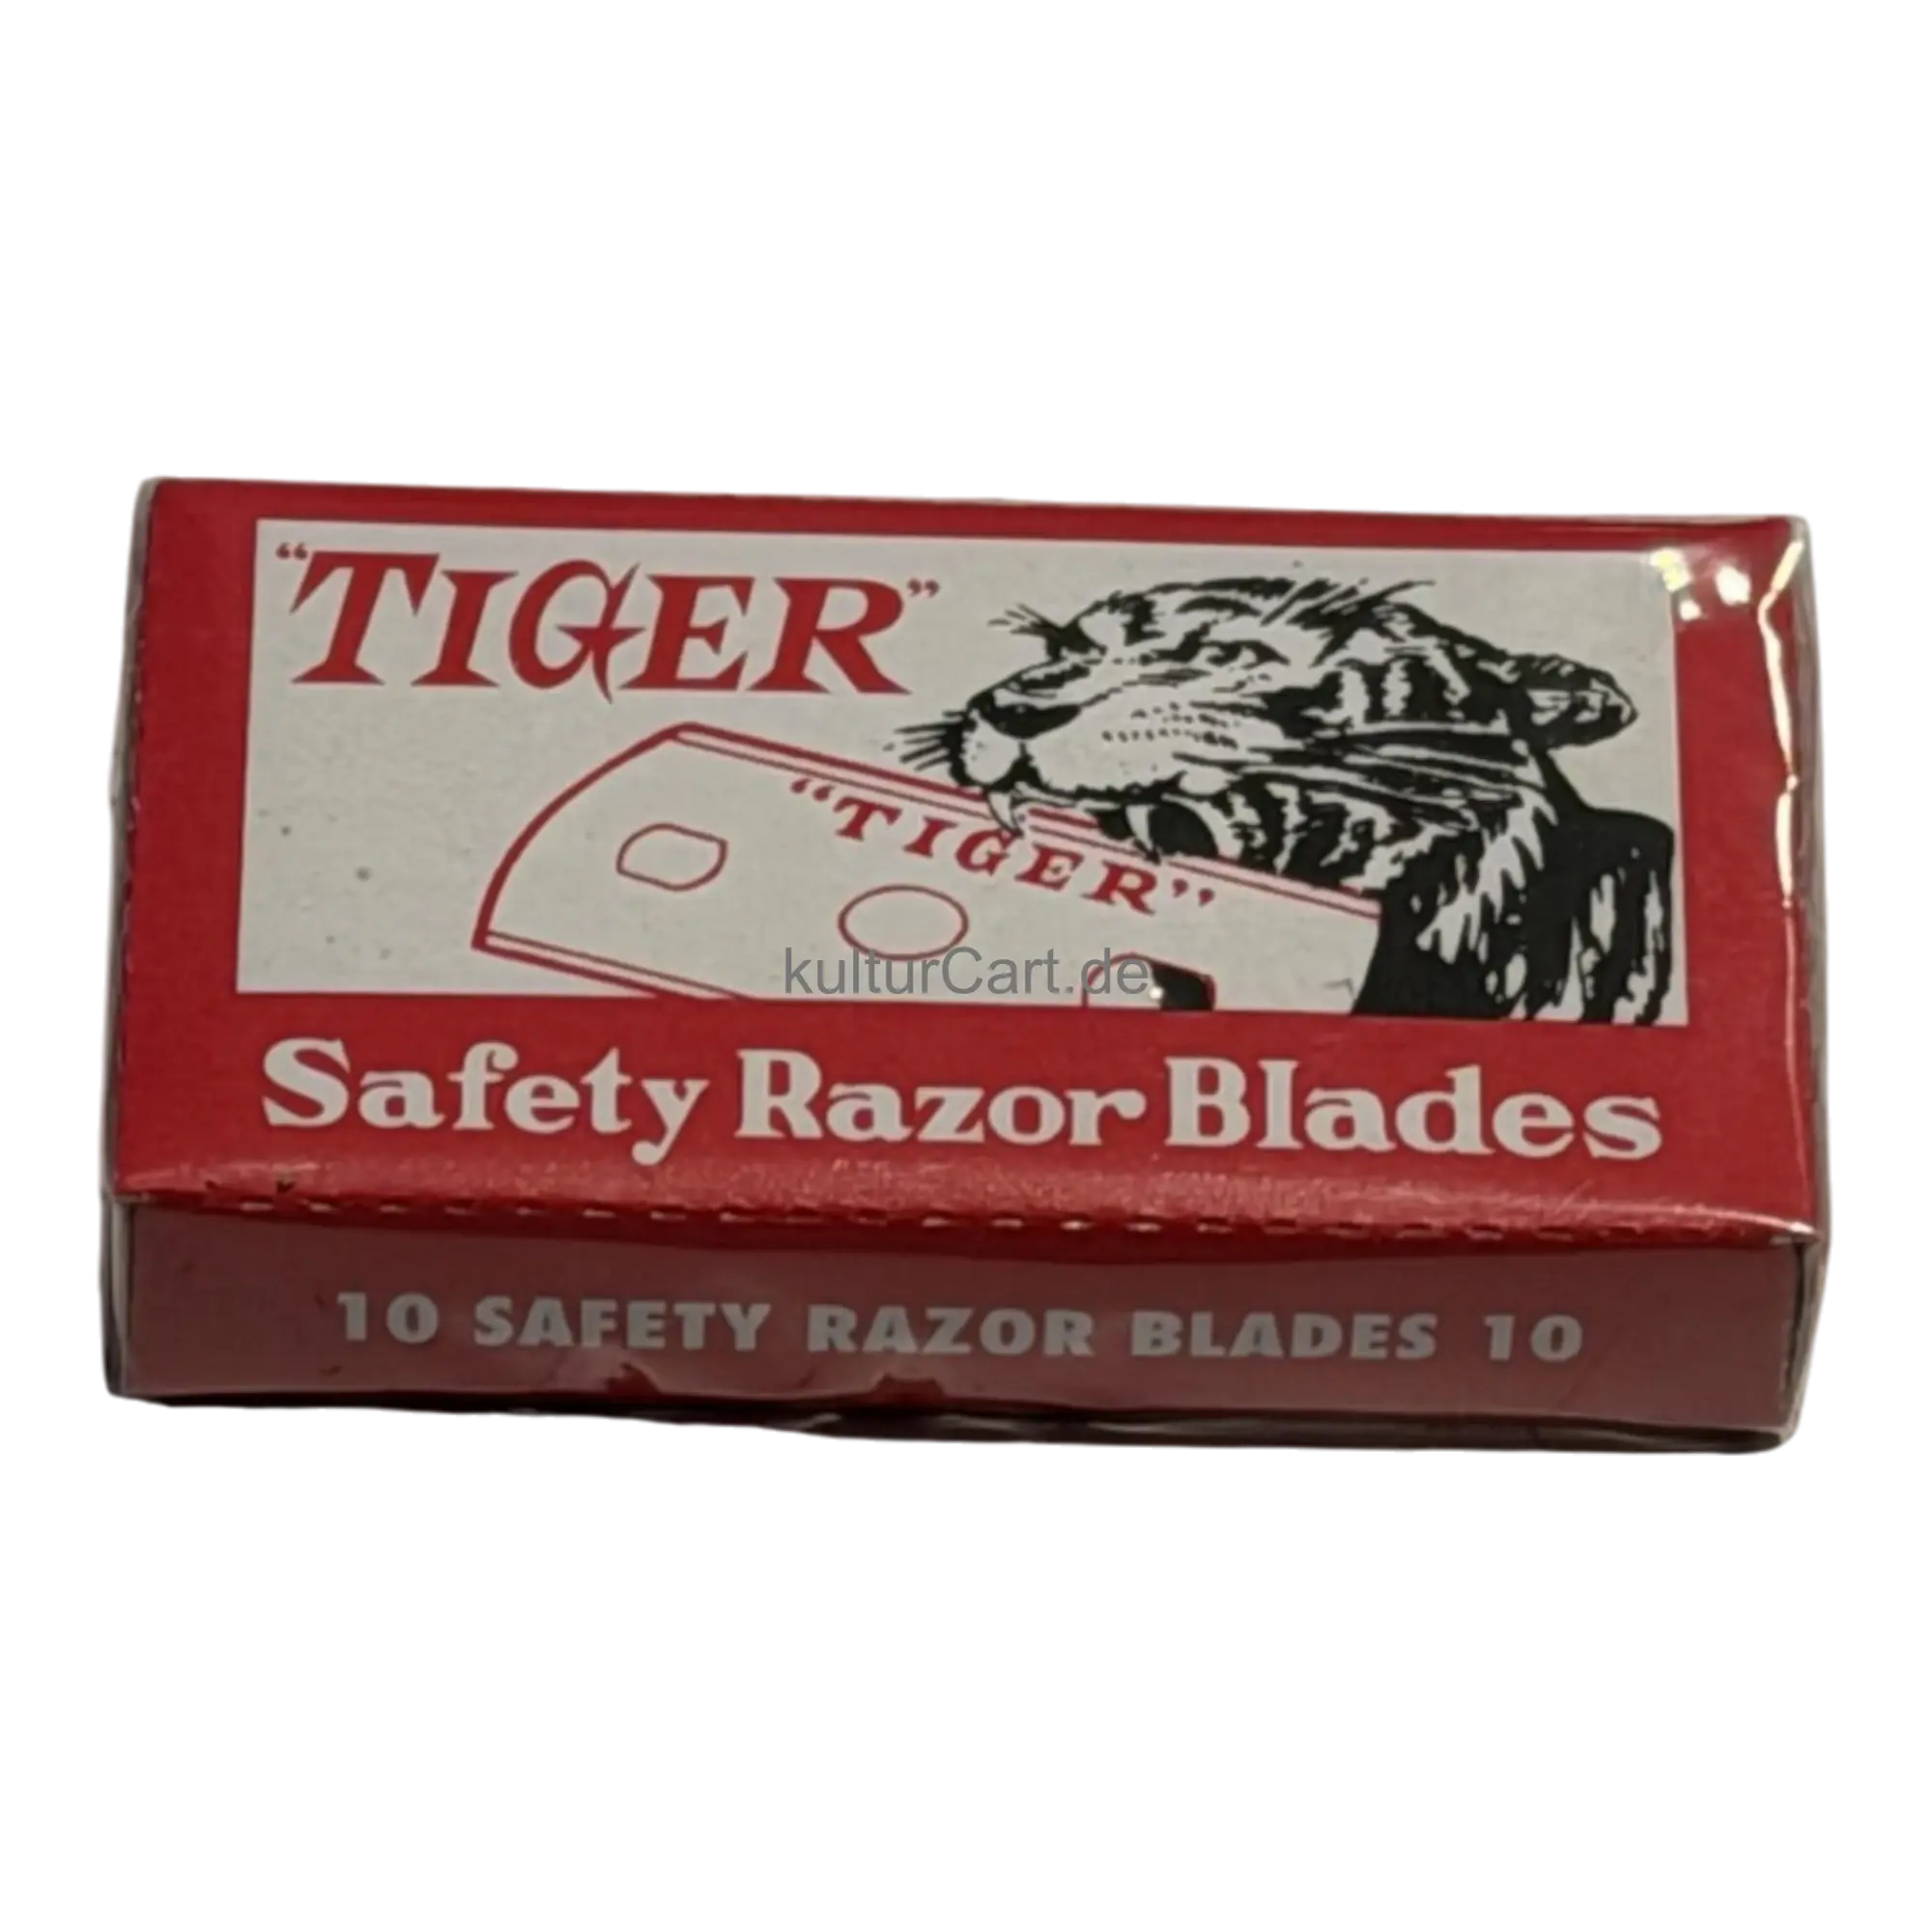 “TIGER”
“TIGER”
kulturCart.de
Safety Razor Blades
10 SAFETY RAZOR BLADES 10